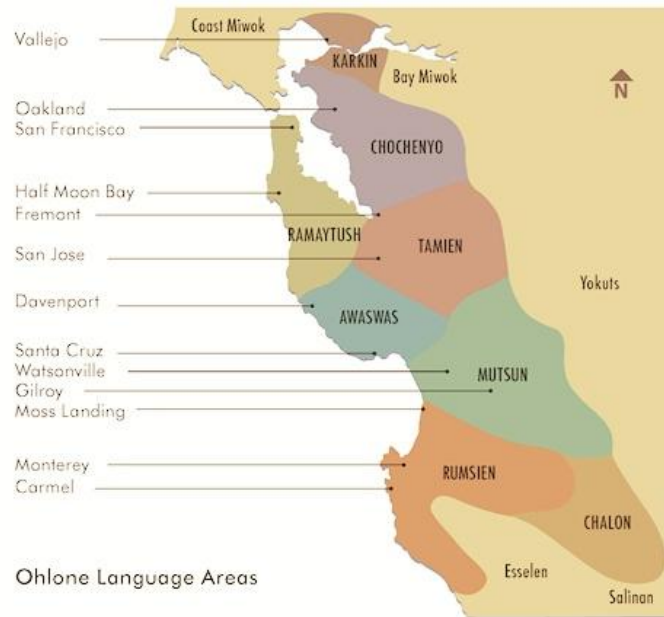 Coast Miwok
Vallejo
KARKIN
Bay Miwok
N
Oakland
San Francisco
CHOCHENYO
Half Moon Bay
Fremont
RAMAYTUSH
TAMIEN
San Jose
Yokuts
Davenport
AWASWAS
Santa Cruz
Watsonville
MUTSUN
Gilroy
Moss Landing
Monterey
RUMSIEN
Carmel
CHALON
Esselen
Ohlone Language Areas
Salinan